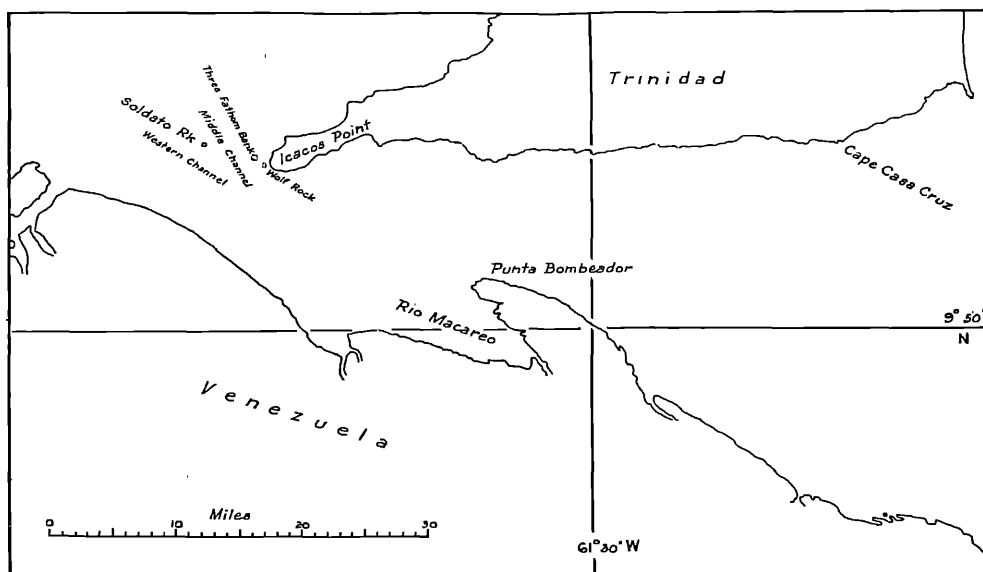 Trinidad
Three Fathom Bank
Soldato Rk
Middle Channel
Western Channel
Icacos Point
Wolf Rock
Cape Casa Cruz
Punta Bombeador
Rio Macareo
9° 50'
N
Venezuela
Miles
0 10 20 30
61° 30' W